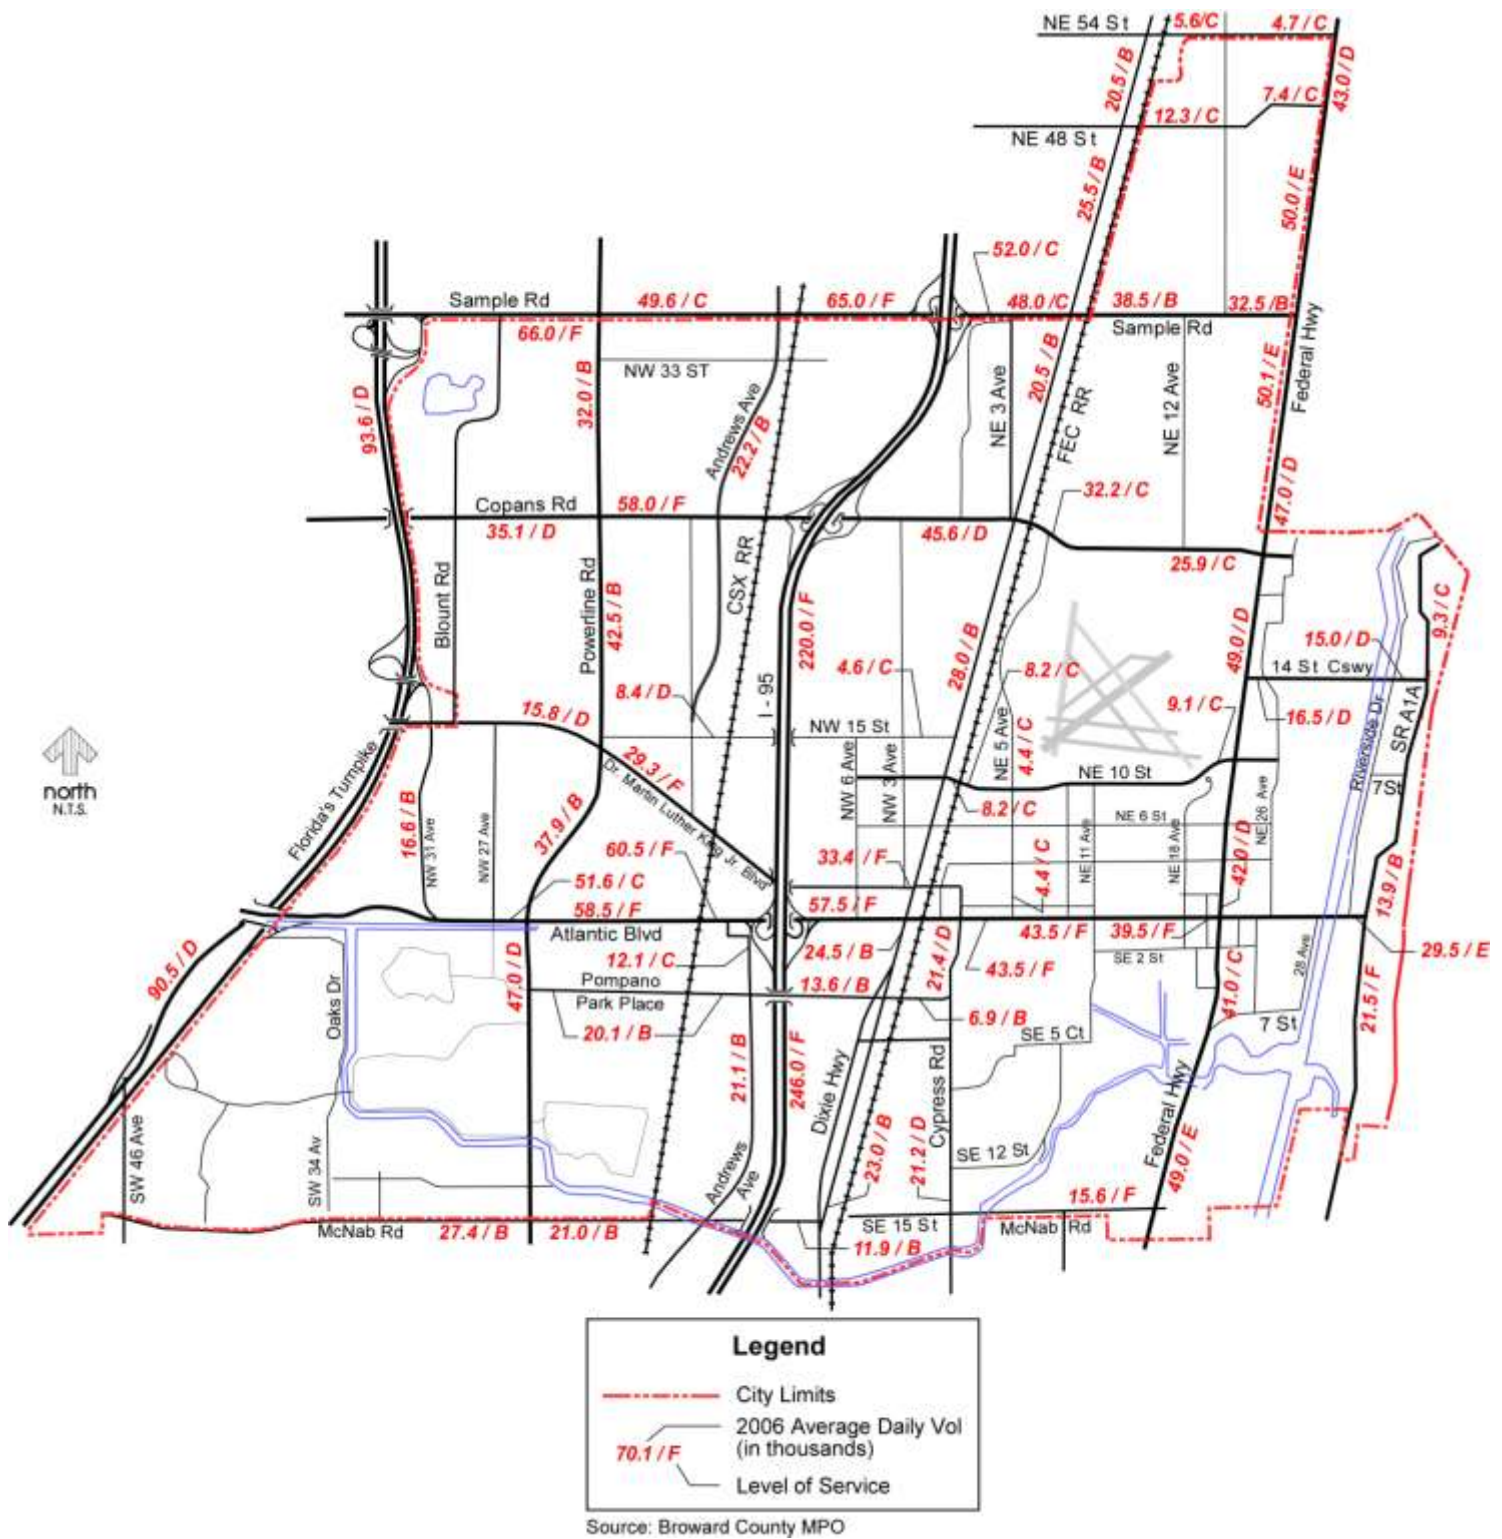 NE 54 St
5.6/C
4.7 / C
20.5 / B
43.0 / D
7.4 / C
12.3 / C
NE 48 St
25.5 / B
50.0 / E
52.0 / C
Sample Rd
49.6 / C
65.0 / F
48.0 /C
38.5 / B
32.5 /B
66.0 / F
Sample Rd
Federal Hwy
NW 33 ST
32.0 / B
20.5 / B
50.1 / E
93.6 / D
Andrews Ave
22.2 / B
NE 3 Ave
FEC RR
NE 12 Ave
32.2 / C
47.0 / D
Copans Rd
58.0 / F
35.1 / D
45.6 / D
25.9 / C
Blount Rd
Powerline Rd
42.5 / B
CSX RR
220.0 / F
28.0 / B
49.0 / D
9.3 / C
15.0 / D
14 St Cswy
4.6 / C
8.2 / C
8.4 / D
I - 95
9.1 / C
16.5 / D
Riverside Dr
SR A1A
15.8 / D
NW 15 St
NE 5 Ave
4.4 / C
Florida's Turnpike
29.3 / F
Dr. Martin Luther King Jr. Blvd
NW 6 Ave
NW 3 Ave
NE 10 St
7St
north
N.T.S.
16.6 / B
NW 31 Ave
NW 27 Ave
37.9 / B
8.2 / C
NE 6 St
NE 11 Ave
NE 18 Ave
NE 26 Ave
42.0 / D
60.5 / F
33.4 / F
4.4 / C
51.6 / C
58.5 / F
57.5 / F
13.9 / B
Atlantic Blvd
43.5 / F
39.5 / F
29.5 / E
90.5 / D
12.1 / C
24.5 / B
21.4 / D
43.5 / F
SE 2 St
28 Ave
Oaks Dr
47.0 / D
Pompano
Park Place
13.6 / B
41.0 / C
21.5 / F
20.1 / B
6.9 / B
SE 5 Ct
7 St
21.1 / B
246.0 / F
Dixie Hwy
Cypress Rd
Federal Hwy
SW 46 Ave
SW 34 Av
Andrews
Ave
23.0 / B
21.2 / D
SE 12 St
49.0 / E
15.6 / F
McNab Rd
27.4 / B
21.0 / B
SE 15 St
McNab Rd
11.9 / B
Legend
City Limits
2006 Average Daily Vol
(in thousands)
70.1 / F
Level of Service
Source: Broward County MPO